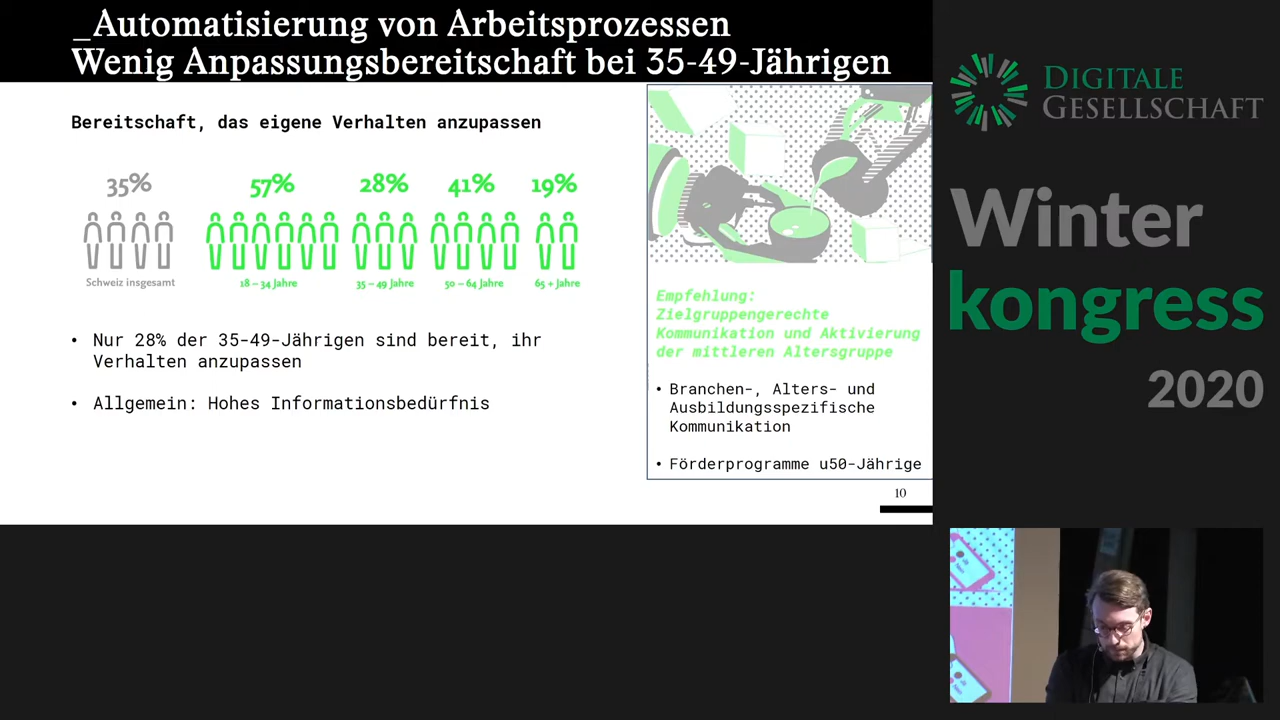 _Automatisierung von Arbeitsprozessen
Wenig Anpassungsbereitschaft bei 35-49-Jährigen
Bereitschaft, das eigene Verhalten anzupassen
35% 57% 28% 41% 19%
Schweiz insgesamt 18 – 34 Jahre 35 – 49 Jahre 50 – 64 Jahre 65 + Jahre
• Nur 28% der 35-49-Jährigen sind bereit, ihr
Verhalten anzupassen
• Allgemein: Hohes Informationsbedürfnis
Empfehlung:
Zielgruppengerechte
Kommunikation und Aktivierung
der mittleren Altersgruppe
• Branchen-, Alters- und
Ausbildungsspezifische
Kommunikation
• Förderprogramme u50-Jährige
10
DIGITALE
GESELLSCHAFT
Winter
kongress
2020